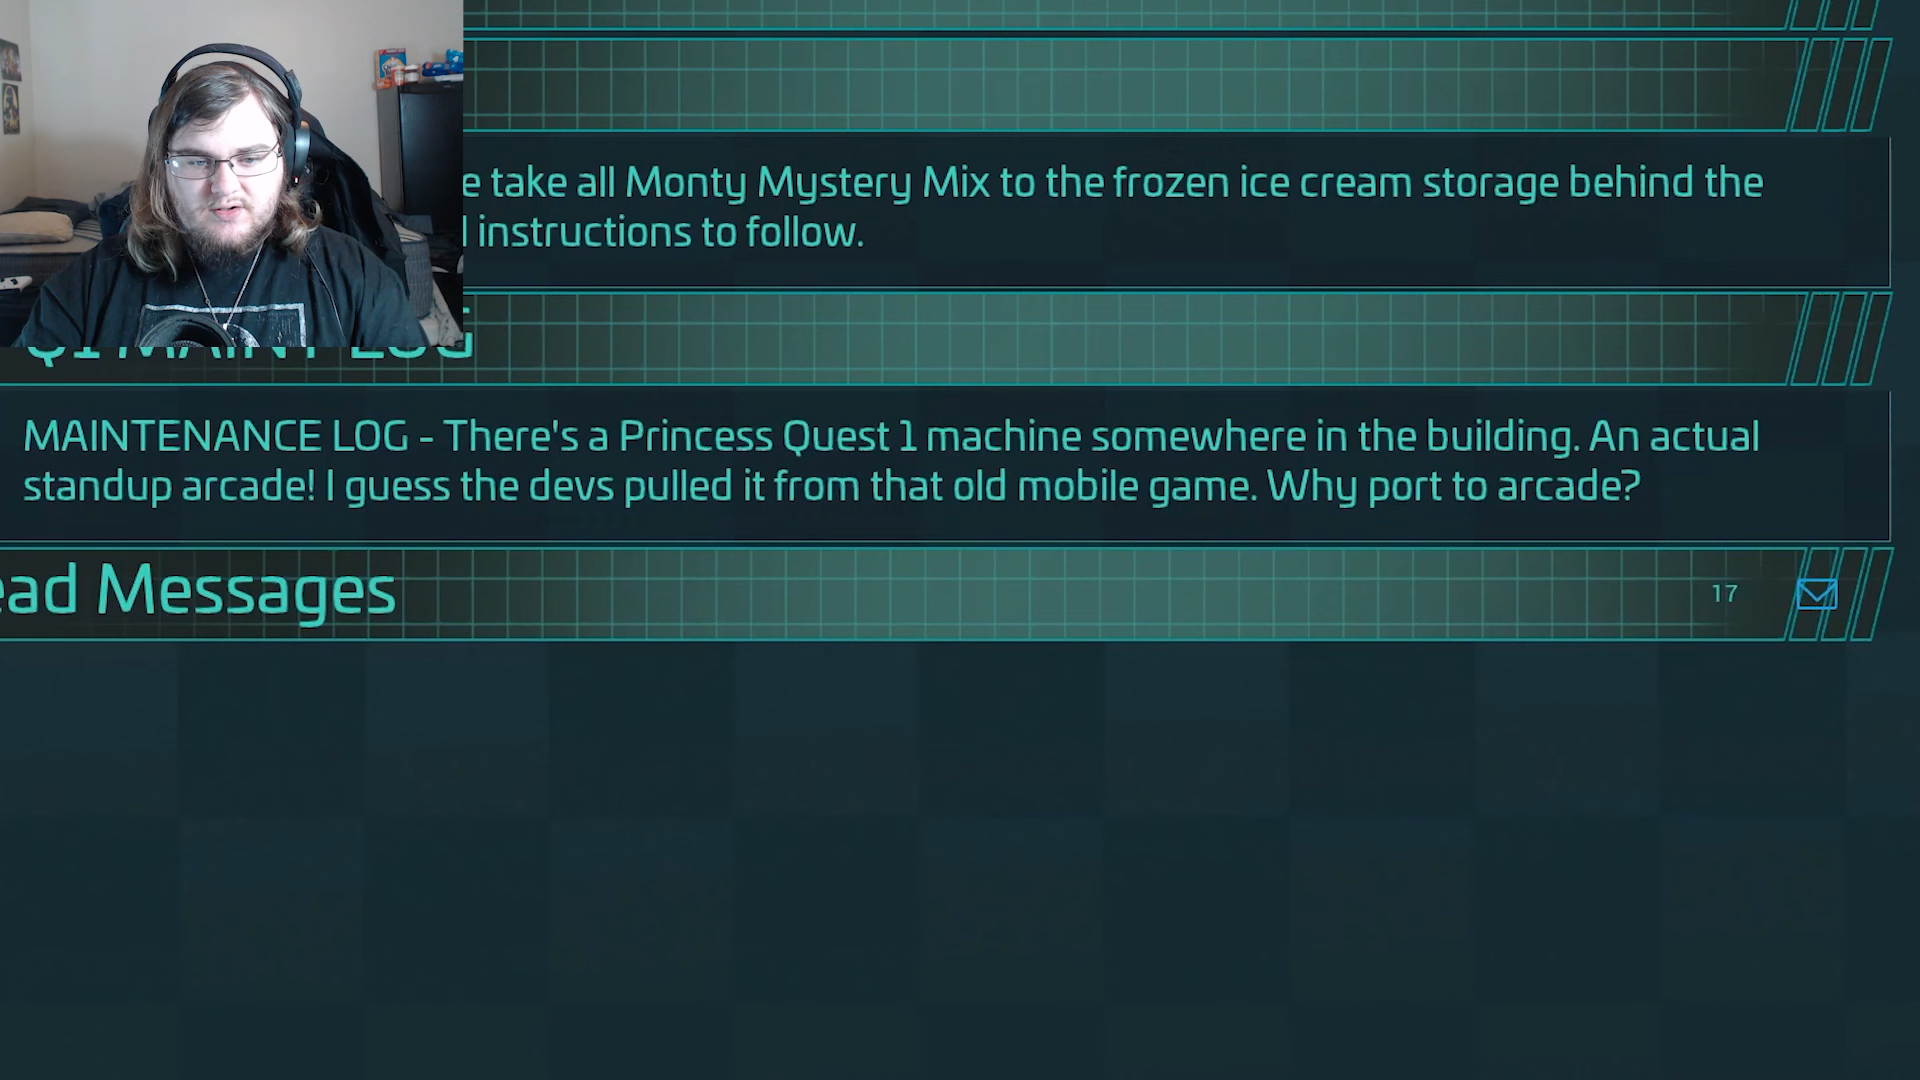 e take all Monty Mystery Mix to the frozen ice cream storage behind the
instructions to follow.
MAINT LOG
MAINTENANCE LOG - There's a Princess Quest 1 machine somewhere in the building. An actual
standup arcade! I guess the devs pulled it from that old mobile game. Why port to arcade?
ead Messages
17